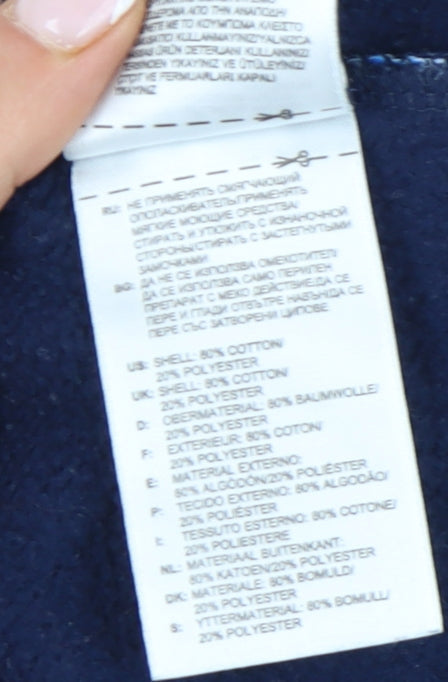 ΑΠΟ ΤΗΝ ΑΝΑΠΟΔΗ
ΜΕ ΤΟ ΚΟΥΜΠΩΜΑ ΚΛΕΙΣΤΟ
KULLANMAYINIZ/YALNIZCA
ÜRÜN DETERJANI KULLANINIZ/
YIKAYINIZ VE ÜTÜLEYİNİZ/
VE FERMUARLARI KAPALI
YIKAYINIZ
RU: НЕ ПРИМЕНЯТЬ СМЯГЧАЮЩИЙ
ОПОЛАСКИВАТЕЛЬ/ПРИМЕНЯТЬ
МЯГКИЕ МОЮЩИЕ СРЕДСТВА/
СТИРАТЬ И УТЮЖИТЬ С ИЗНАНОЧНОЙ
СТОРОНЫ/СТИРАТЬ С ЗАСТЕГНУТЫМИ
ЗАМОЧКАМИ
BG: ДА НЕ СЕ ИЗПОЛЗВА ОМЕКОТИТЕЛ/
ДА СЕ ИЗПОЛЗВА САМО ПЕРИЛЕН
ПРЕПАРАТ С МЕКО ДЕЙСТВИЕ/ДА СЕ
ПЕРЕ И ГЛАДИ ОТВЪТРЕ НАВЪН/ДА СЕ
ПЕРЕ СЪС ЗАТВОРЕНИ ЦИПОВЕ
US: SHELL: 80% COTTON/
20% POLYESTER
UK: SHELL: 80% COTTON/
20% POLYESTER
D: OBERMATERIAL: 80% BAUMWOLLE/
20% POLYESTER
F: EXTERIEUR: 80% COTON/
20% POLYESTER
E: MATERIAL EXTERNO:
80% ALGODÓN/20% POLIÉSTER
P: TECIDO EXTERNO: 80% ALGODÃO/
20% POLIÉSTER
I: TESSUTO ESTERNO: 80% COTONE/
20% POLIESTERE
NL: MATERIAAL BUITENKANT:
80% KATOEN/20% POLYESTER
DK: MATERIALE: 80% BOMULD/
20% POLYESTER
S: YTTERMATERIAL: 80% BOMULL/
20% POLYESTER